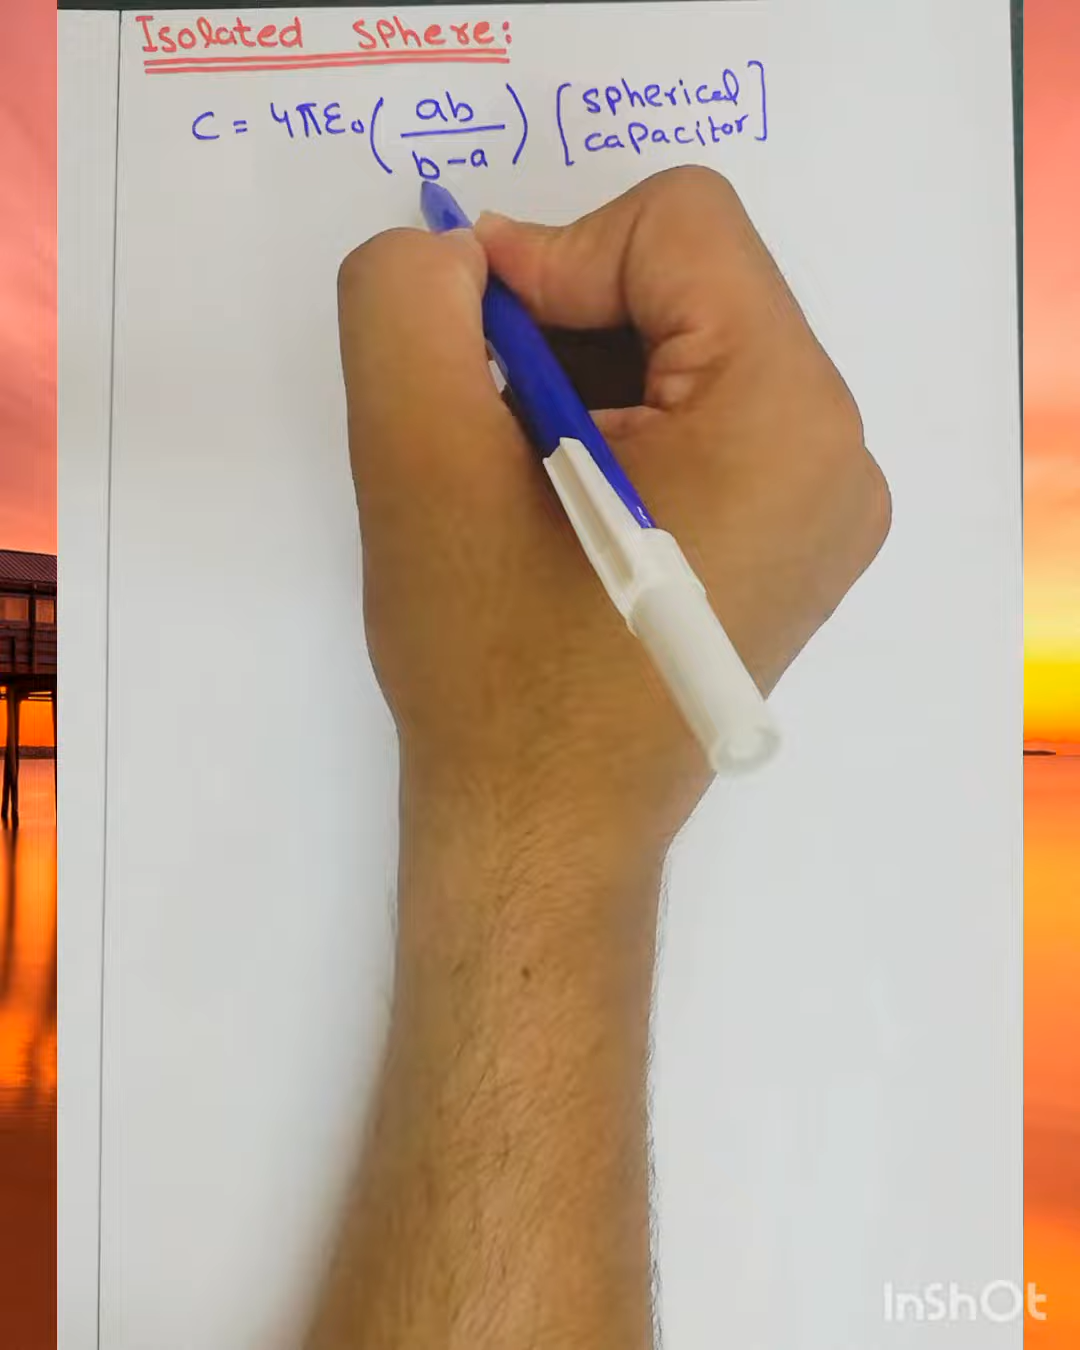 Isolated sphere:
C = 4πε₀ (ab / b-a) [spherical capacitor]
InShOt